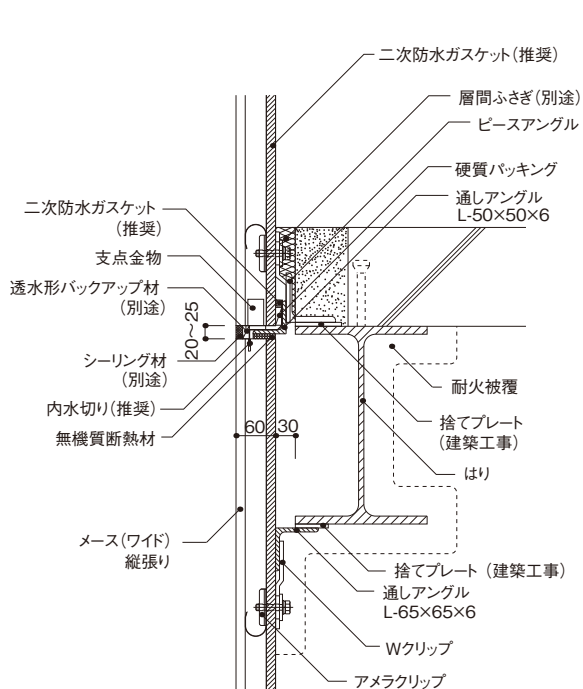 二次防水ガスケット(推奨)
層間ふさぎ(別途)
ピースアングル
硬質パッキング
通しアングル
L-50×50×6
二次防水ガスケット
(推奨)
支点金物
透水形バックアップ材
(別途)
20~25
シーリング材
(別途)
内水切り(推奨)
無機質断熱材
60
30
耐火被覆
捨てプレート
(建築工事)
はり
メース(ワイド)
縦張り
捨てプレート(建築工事)
通しアングル
L-65×65×6
Wクリップ
アメラクリップ